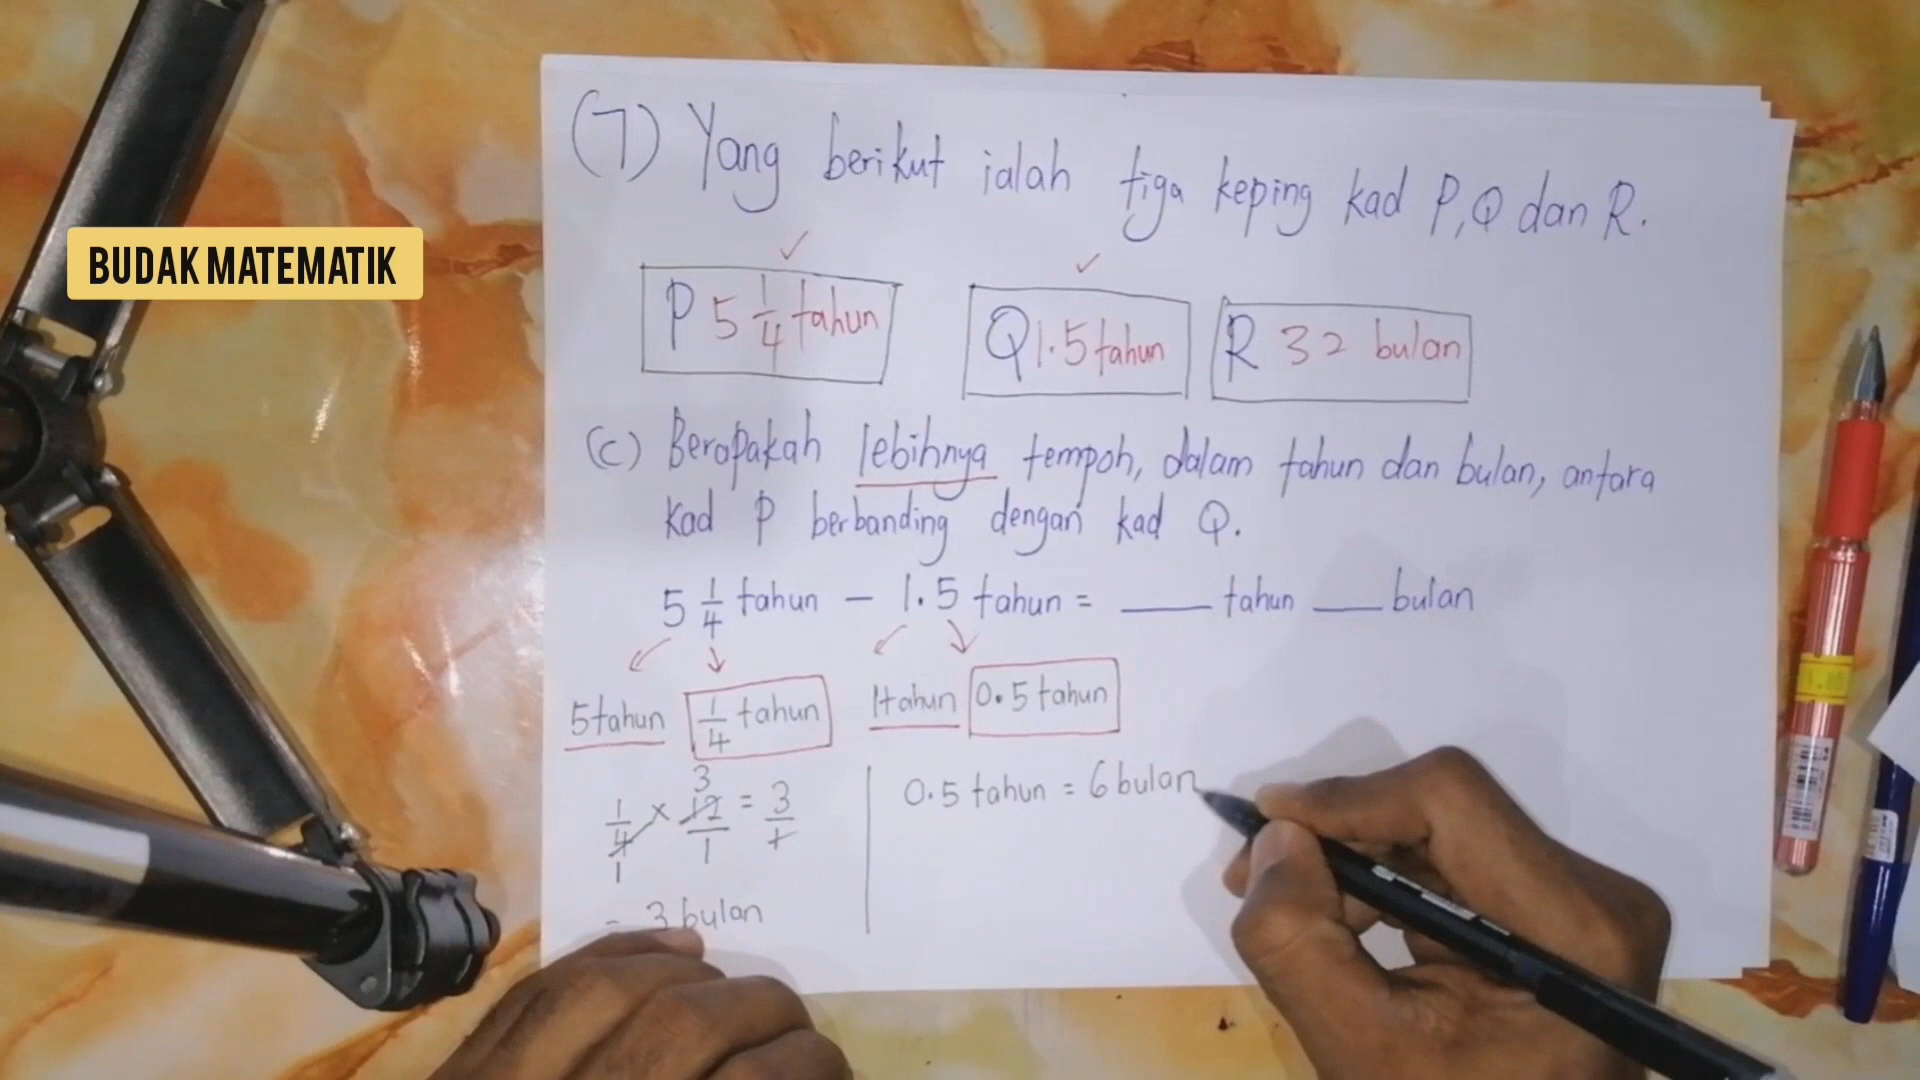 (7) Yang berikut ialah tiga keping kad P, Q dan R.
BUDAK MATEMATIK
P 5 1/4 tahun
Q 1.5 tahun
R 32 bulan
(c) Berapakah lebihnya tempoh, dalam tahun dan bulan, antara
kad P berbanding dengan kad Q.
5 1/4 tahun - 1.5 tahun = ____ tahun ____ bulan
5 tahun 1/4 tahun 1 tahun 0.5 tahun
1/4 × 12/1 = 3/1
3
1
= 3 bulan
0.5 tahun = 6 bulan